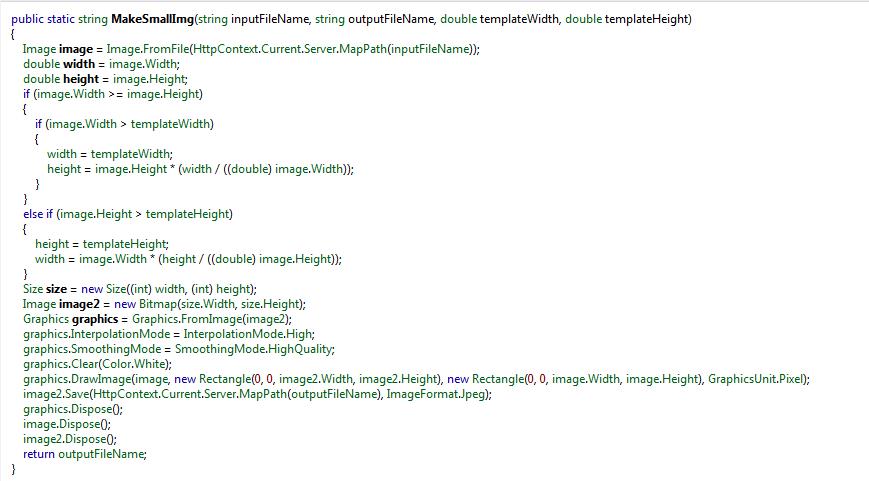 public static string MakeSmallImg(string inputFileName, string outputFileName, double templateWidth, double templateHeight)
{
Image image = Image.FromFile(HttpContext.Current.Server.MapPath(inputFileName));
double width = image.Width;
double height = image.Height;
if (image.Width >= image.Height)
{
if (image.Width > templateWidth)
{
width = templateWidth;
height = image.Height * (width / ((double) image.Width));
}
}
else if (image.Height > templateHeight)
{
height = templateHeight;
width = image.Width * (height / ((double) image.Height));
}
Size size = new Size((int) width, (int) height);
Image image2 = new Bitmap(size.Width, size.Height);
Graphics graphics = Graphics.FromImage(image2);
graphics.InterpolationMode = InterpolationMode.High;
graphics.SmoothingMode = SmoothingMode.HighQuality;
graphics.Clear(Color.White);
graphics.DrawImage(image, new Rectangle(0, 0, image2.Width, image2.Height), new Rectangle(0, 0, image.Width, image.Height), GraphicsUnit.Pixel);
image2.Save(HttpContext.Current.Server.MapPath(outputFileName), ImageFormat.Jpeg);
graphics.Dispose();
image.Dispose();
image2.Dispose();
return outputFileName;
}